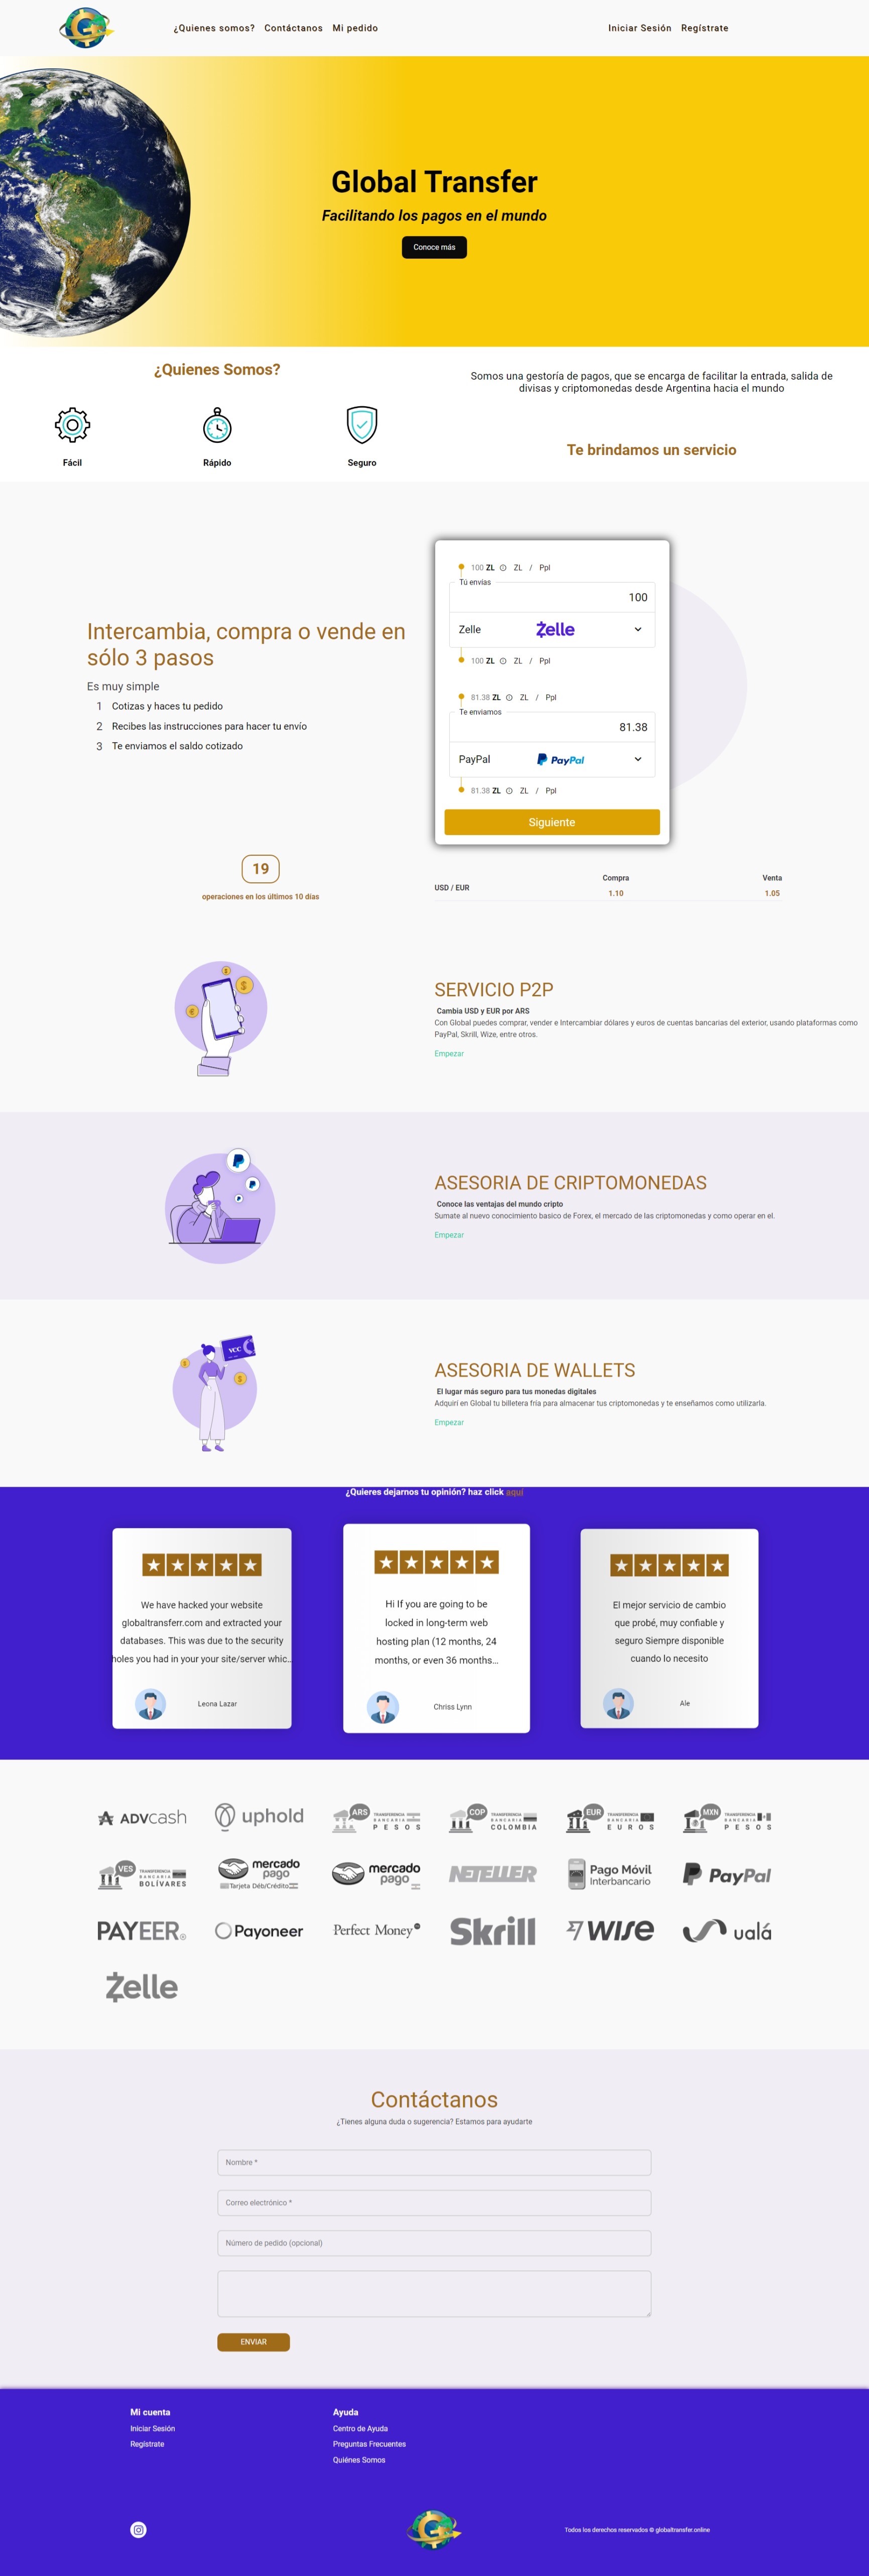 ¿Quienes somos? Contáctanos Mi pedido
Iniciar Sesión Regístrate
Global Transfer
Facilitando los pagos en el mundo
Conoce más
¿Quienes Somos?
Fácil
Rápido
Seguro
Somos una gestoría de pagos, que se encarga de facilitar la entrada, salida de
divisas y criptomonedas desde Argentina hacia el mundo
Te brindamos un servicio
Intercambia, compra o vende en
sólo 3 pasos
Es muy simple
1 Cotizas y haces tu pedido
2 Recibes las instrucciones para hacer tu envío
3 Te enviamos el saldo cotizado
100 ZL ZL / Ppl
Tú envias
100
Zelle Zelle
100 ZL ZL / Ppl
81.38 ZL ZL / Ppl
Te enviamos
81.38
PayPal PayPal
81.38 ZL ZL / Ppl
Siguiente
19
operaciones en los últimos 10 días
Compra Venta
USD / EUR
1.10 1.05
SERVICIO P2P
Cambia USD y EUR por ARS
Con Global puedes comprar, vender e Intercambiar dólares y euros de cuentas bancarias del exterior, usando plataformas como
PayPal, Skrill, Wize, entre otros.
Empezar
ASESORIA DE CRIPTOMONEDAS
Conoce las ventajas del mundo cripto
Sumate al nuevo conocimiento basico de Forex, el mercado de las criptomonedas y como operar en el.
Empezar
VCC
ASESORIA DE WALLETS
El lugar más seguro para tus monedas digitales
Adquirí en Global tu billetera fría para almacenar tus criptomonedas y te enseñamos como utilizarla.
Empezar
¿Quieres dejarnos tu opinión? haz click aquí
We have hacked your website
globaltransferr.com and extracted your
databases. This was due to the security
holes you had in your your site/server whic...
Leona Lazar
Hi If you are going to be
locked in long-term web
hosting plan (12 months, 24
months, or even 36 months...
Chriss Lynn
El mejor servicio de cambio
que probé, muy confiable y
seguro Siempre disponible
cuando lo necesito
Ale
ADVcash
uphold
ARS TRANSFERENCIA BANCARIA PESOS
COP TRANSFERENCIA BANCARIA COLOMBIA
EUR TRANSFERENCIA BANCARIA EUROS
MXN TRANSFERENCIA BANCARIA PESOS
VES TRANSFERENCIA BANCARIA BOLÍVARES
mercado pago Tarjeta Déb/Crédito
mercado pago
NETELLER
Pago Móvil Interbancario
PayPal
PAYEER
Payoneer
Perfect Money
Skrill
WISE
ualá
Zelle
Contáctanos
¿Tienes alguna duda o sugerencia? Estamos para ayudarte
Nombre *
Correo electrónico *
Número de pedido (opcional)
ENVIAR
Mi cuenta
Iniciar Sesión
Regístrate
Ayuda
Centro de Ayuda
Preguntas Frecuentes
Quiénes Somos
Todos los derechos reservados © globaltransfer.online